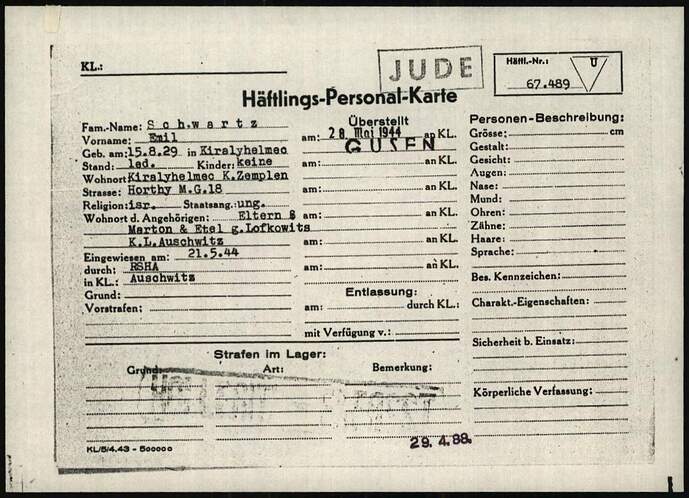 KL.:
JUDE
Häftl.-Nr.: U
67.489
Häftlings-Personal-Karte
Fam.-Name: Schwartz
Vorname: Emil
Geb. am: 15.8.29 in Kiralyhelmec
Stand: led. Kinder: keine
Wohnort Kiralyhelmec K.Zemplen
Strasse: Horthy M.G.18
Religion: isr. Staatsang. ung.
Wohnort d. Angehörigen: Eltern
Marton & Etel g.Lofkowits
K.L.Auschwitz
Eingewiesen am: 21.5.44
durch: RSHA
in KL.: Auschwitz
Grund:
Vorstrafen:
Überstellt
am: 28. Mai 1944 an KL.
GUSEN
am: an KL.
am: an KL.
am: an KL.
am: an KL.
am: an KL.
Entlassung:
am: durch KL.:
mit Verfügung v.:
Personen-Beschreibung:
Grösse: cm
Gestalt:
Gesicht:
Augen:
Nase:
Mund:
Ohren:
Zähne:
Haare:
Sprache:
Bes. Kennzeichen:
Charakt.-Eigenschaften:
Sicherheit b. Einsatz:
Körperliche Verfassung:
Strafen im Lager:
Grund: Art: Bemerkung:
29. 4. 88.
KL/5/4.43 - 500000